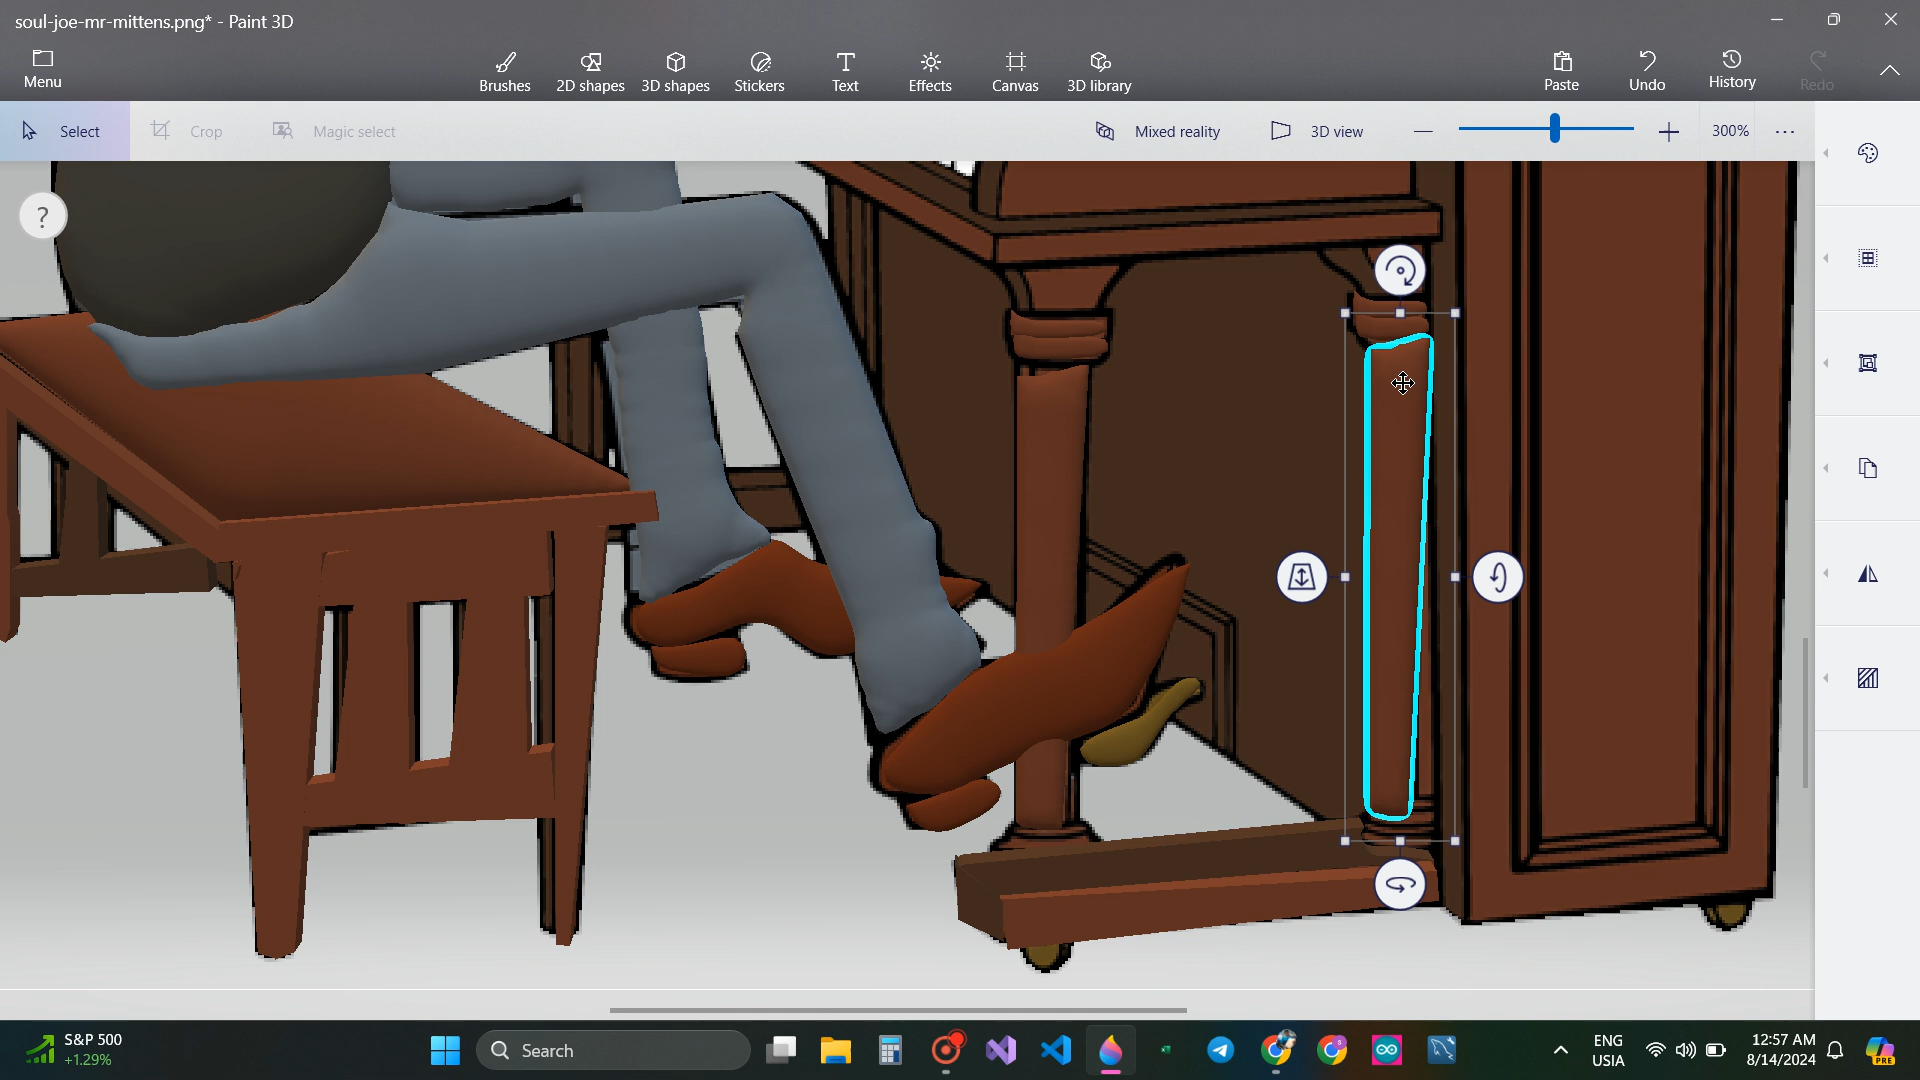 soul-joe-mr-mittens.png* - Paint 3D
Menu
Brushes
2D shapes
3D shapes
Stickers
Text
Effects
Canvas
3D library
Paste
Undo
History
Redo
Select
Crop
Magic select
Mixed reality
3D view
300%
?
S&P 500
+1.29%
Search
ENG
USIA
12:57 AM
8/14/2024
PRE